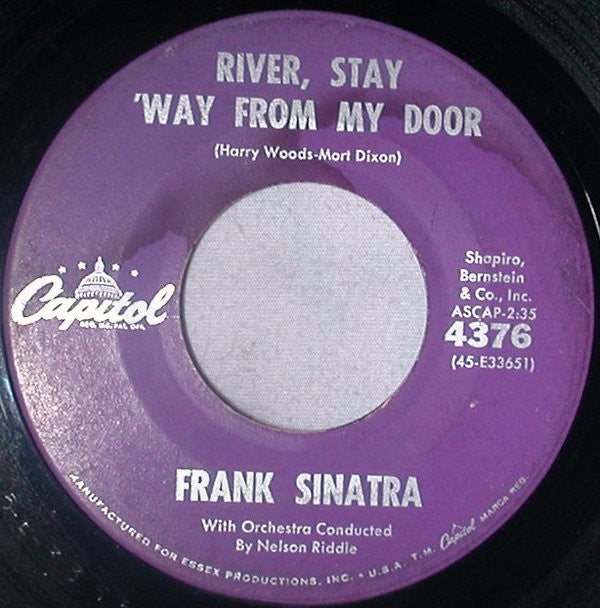 RIVER, STAY
'WAY FROM MY DOOR
(Harry Woods-Mort Dixon)
Capitol
REG. U.S. PAT. OFF.
Shapiro,
Bernstein
& Co., Inc.
ASCAP-2:35
4376
(45-E33651)
FRANK SINATRA
With Orchestra Conducted
By Nelson Riddle
MANUFACTURED FOR ESSEX PRODUCTIONS, INC. • U.S.A. T.M. Capitol MARCA REG.